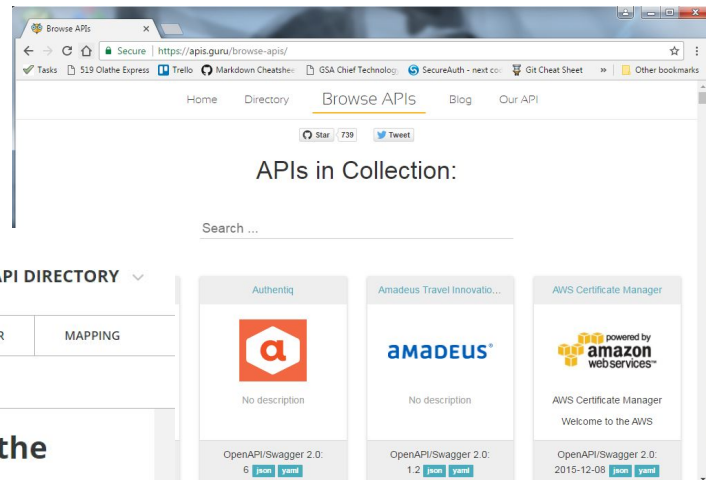 Browse APIs
Secure | https://apis.guru/browse-apis/
Tasks 519 Olathe Express Trello Markdown Cheatshee GSA Chief Technolog SecureAuth - next co Git Cheat Sheet » Other bookmarks
Home Directory Browse APIs Blog Our API
Star 739 Tweet
APIs in Collection:
Search ...
API DIRECTORY
R MAPPING
the
Authentiq Amadeus Travel Innovatio... AWS Certificate Manager
a amadeus powered by
amazon
webservices™
No description No description AWS Certificate Manager
Welcome to the AWS
OpenAPI/Swagger 2.0: OpenAPI/Swagger 2.0: OpenAPI/Swagger 2.0:
6 json yaml 1.2 json yaml 2015-12-08 json yaml